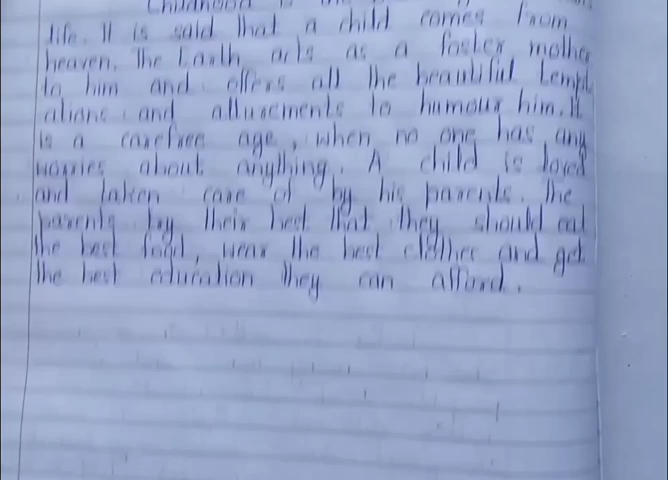 Childhood is the
life. It is said that a child comes from
heaven. The Earth acts as a foster mother
to him and offers all the beautiful tempt
ations and allurements to humour him. It
is a carefree age, when no one has any
worries about anything. A child is loved
and taken care of by his parents. The
parents try their best that they should eat
the best food, wear the best clothes and get
the best education they can afford.